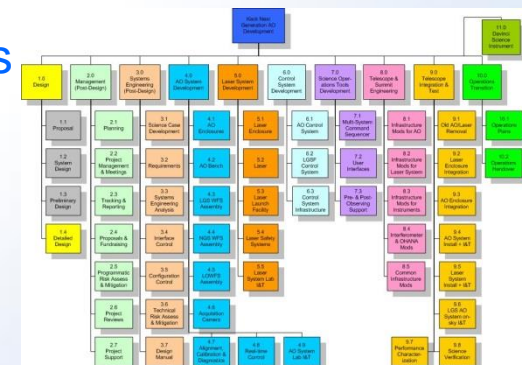 s
Keck Next
Generation AO
Development
11.0
Davinci
Science
Instrument
1.0
Design
2.0
Management
(Post-Design)
3.0
Systems
Engineering
(Post-Design)
4.0
AO System
Development
5.0
Laser System
Development
6.0
Control
System
Development
7.0
Science Oper-
ations Tools
Development
8.0
Telescope &
Summit
Engineering
9.0
Telescope
Integration
& Test
10.0
Operations
Transition
1.1
Proposal
1.2
System
Design
1.3
Preliminary
Design
1.4
Detailed
Design
2.1
Planning
2.2
Project
Management
& Meetings
2.3
Tracking &
Reporting
2.4
Proposals &
Fundraising
2.5
Programmatic
Risk Assess
& Mitigation
2.6
Project
Reviews
2.7
Project
Support
3.1
Science Case
Development
3.2
Requirements
3.3
Systems
Engineering
Analysis
3.4
Interface
Control
3.5
Configuration
Control
3.6
Technical
Risk Assess
& Mitigation
3.7
Design
Manual
4.1
AO
Enclosures
4.2
AO Bench
4.3
LGS WFS
Assembly
4.4
NGS WFS
Assembly
4.5
LOWFS
Assembly
4.6
Acquisition
Camera
4.7
Alignment,
Calibration &
Diagnostics
4.8
Real-time
Control
4.9
AO System
Lab I&T
5.1
Laser
Enclosure
5.2
Laser
5.3
Laser
Launch
Facility
5.4
Laser Safety
Systems
5.5
Laser
System Lab
I&T
6.1
AO Control
System
6.2
LGSF
Control
System
6.3
Control
System
Infrastructure
7.1
Multi-System
Command
Sequencer
7.2
User
Interfaces
7.3
Pre- & Post-
Observing
Support
8.1
Infrastructure
Mods for AO
8.2
Infrastructure
Mods for
Laser System
8.3
Infrastructure
Mods for
Instruments
8.4
Interferometer
& OHANA
Mods
8.5
Common
Infrastructure
Mods
9.1
Old AO/Laser
Removal
9.2
Laser
Enclosure
Integration
9.3
AO Enclosure
Integration
9.4
AO System
Install + I&T
9.5
Laser
System
Install + I&T
9.6
LGS AO
System on-
sky I&T
9.7
Performance
Character-
ization
9.8
Science
Verification
10.1
Operations
Plans
10.2
Operations
Handover